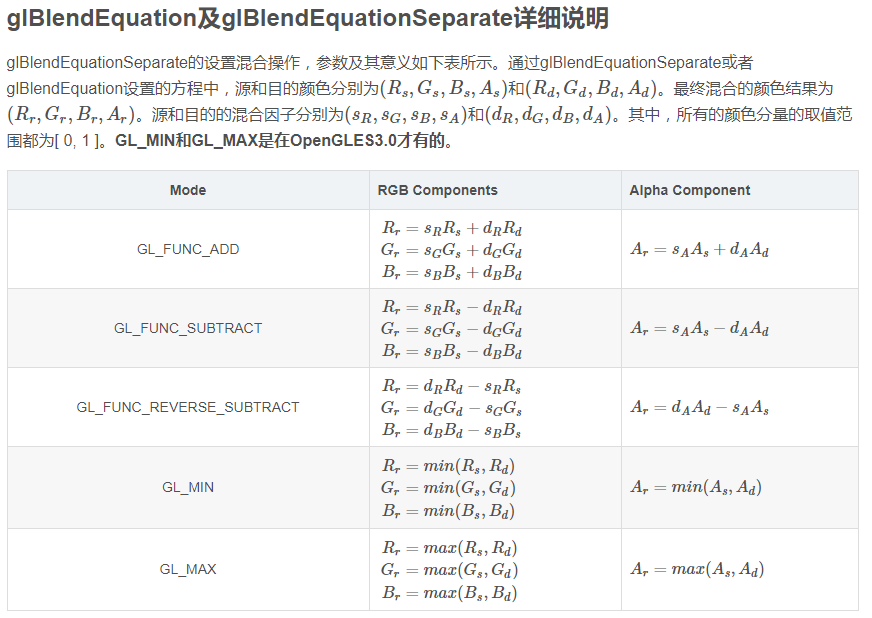 glBlendEquation及glBlendEquationSeparate详细说明
glBlendEquationSeparate的设置混合操作，参数及其意义如下表所示。通过glBlendEquationSeparate或者
glBlendEquation设置的方程中，源和目的颜色分别为(R_s, G_s, B_s, A_s)和(R_d, G_d, B_d, A_d)。最终混合的颜色结果为
(R_r, G_r, B_r, A_r)。源和目的的混合因子分别为(s_R, s_G, s_B, s_A)和(d_R, d_G, d_B, d_A)。其中，所有的颜色分量的取值范
围都为[ 0, 1 ]。GL_MIN和GL_MAX是在OpenGLES3.0才有的。
Mode RGB Components Alpha Component
R_r = s_R R_s + d_R R_d
GL_FUNC_ADD G_r = s_G G_s + d_G G_d A_r = s_A A_s + d_A A_d
B_r = s_B B_s + d_B B_d
R_r = s_R R_s − d_R R_d
GL_FUNC_SUBTRACT G_r = s_G G_s − d_G G_d A_r = s_A A_s − d_A A_d
B_r = s_B B_s − d_B B_d
R_r = d_R R_d − s_R R_s
GL_FUNC_REVERSE_SUBTRACT G_r = d_G G_d − s_G G_s A_r = d_A A_d − s_A A_s
B_r = d_B B_d − s_B B_s
R_r = min(R_s, R_d)
GL_MIN G_r = min(G_s, G_d) A_r = min(A_s, A_d)
B_r = min(B_s, B_d)
R_r = max(R_s, R_d)
GL_MAX G_r = max(G_s, G_d) A_r = max(A_s, A_d)
B_r = max(B_s, B_d)